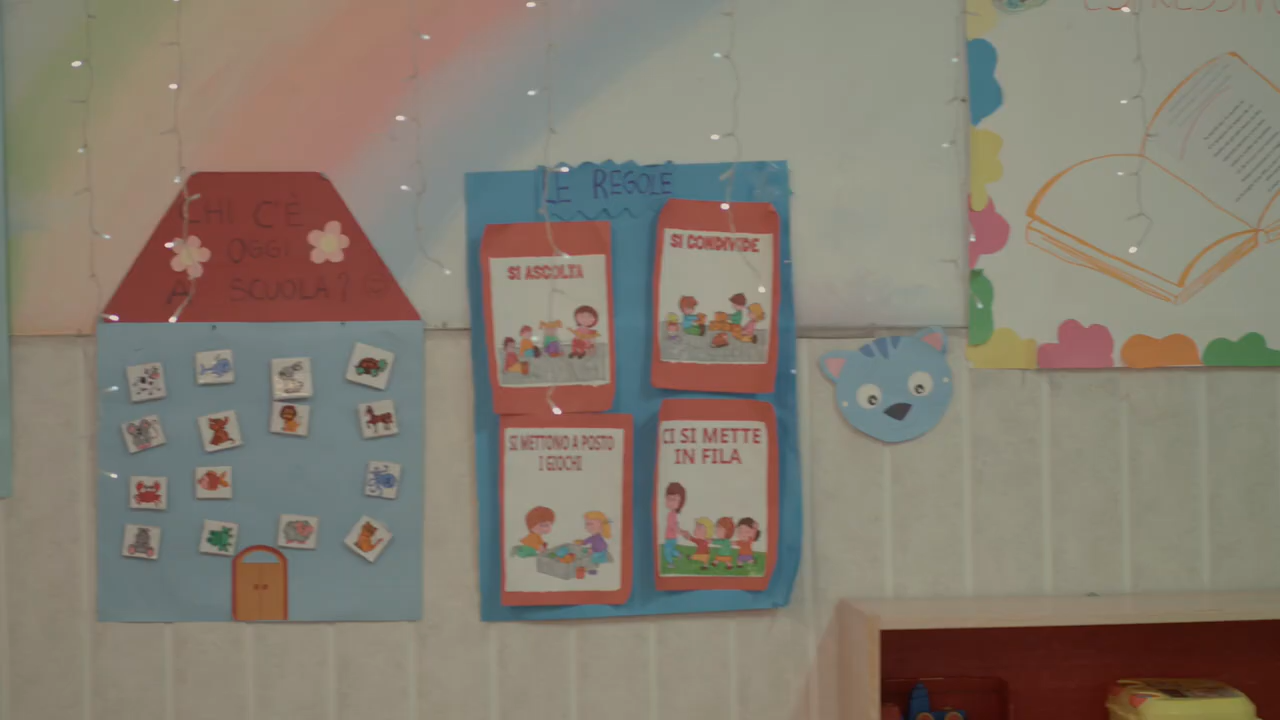 CHI C'È
OGGI
A SCUOLA?
LE REGOLE
SI ASCOLTA
SI CONDIVIDE
SI METTONO A POSTO
I GIOCHI
CI SI METTE
IN FILA